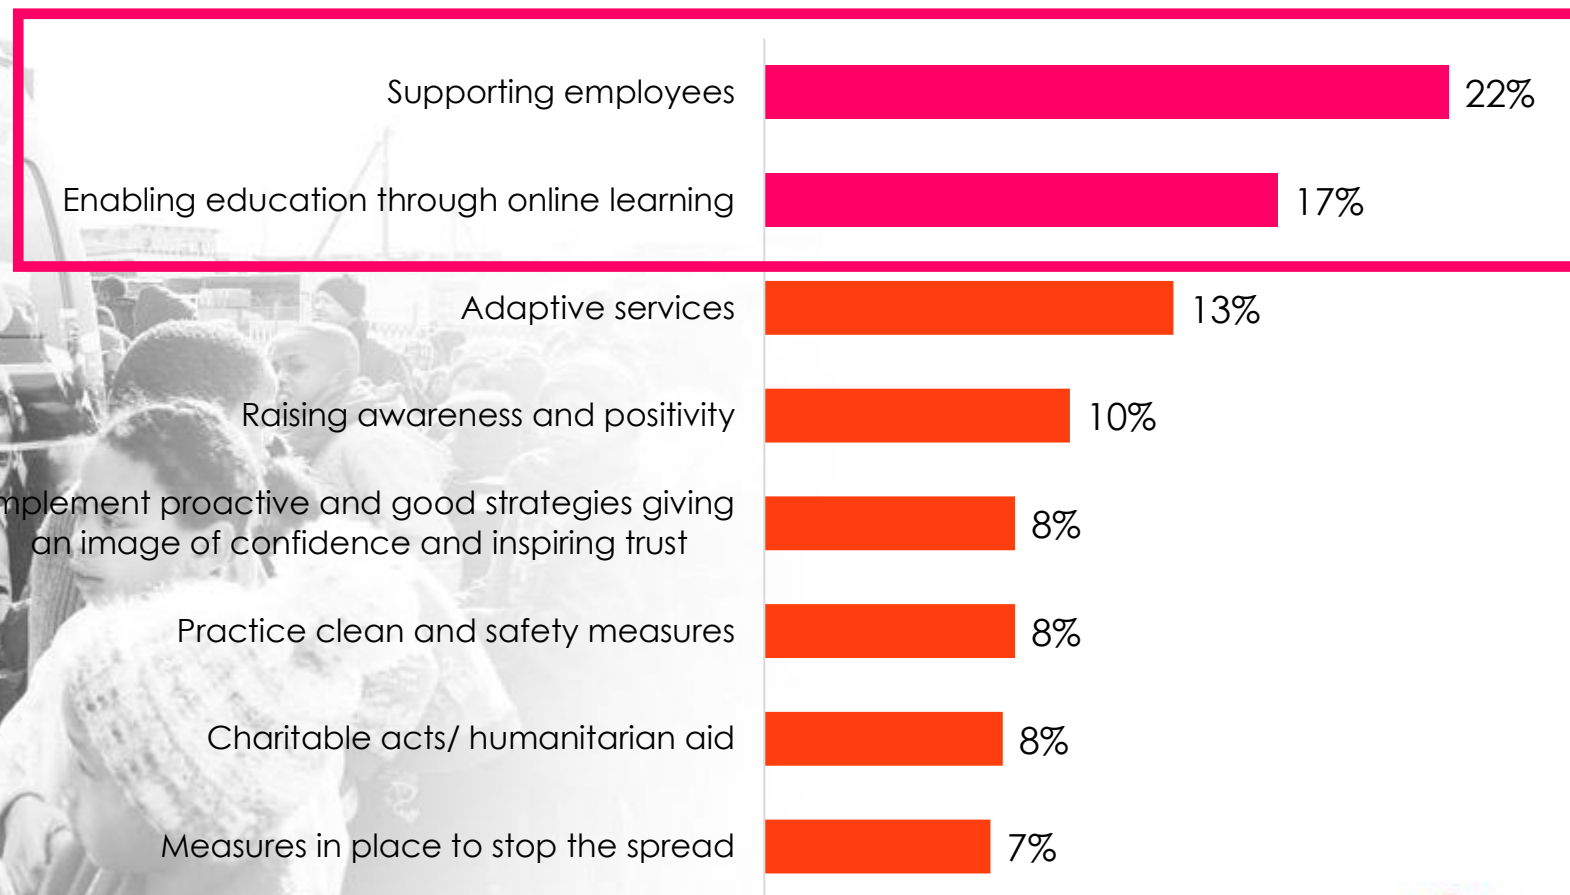 Supporting employees 22%
Enabling education through online learning 17%
Adaptive services 13%
Raising awareness and positivity 10%
mplement proactive and good strategies giving
an image of confidence and inspiring trust 8%
Practice clean and safety measures 8%
Charitable acts/ humanitarian aid 8%
Measures in place to stop the spread 7%